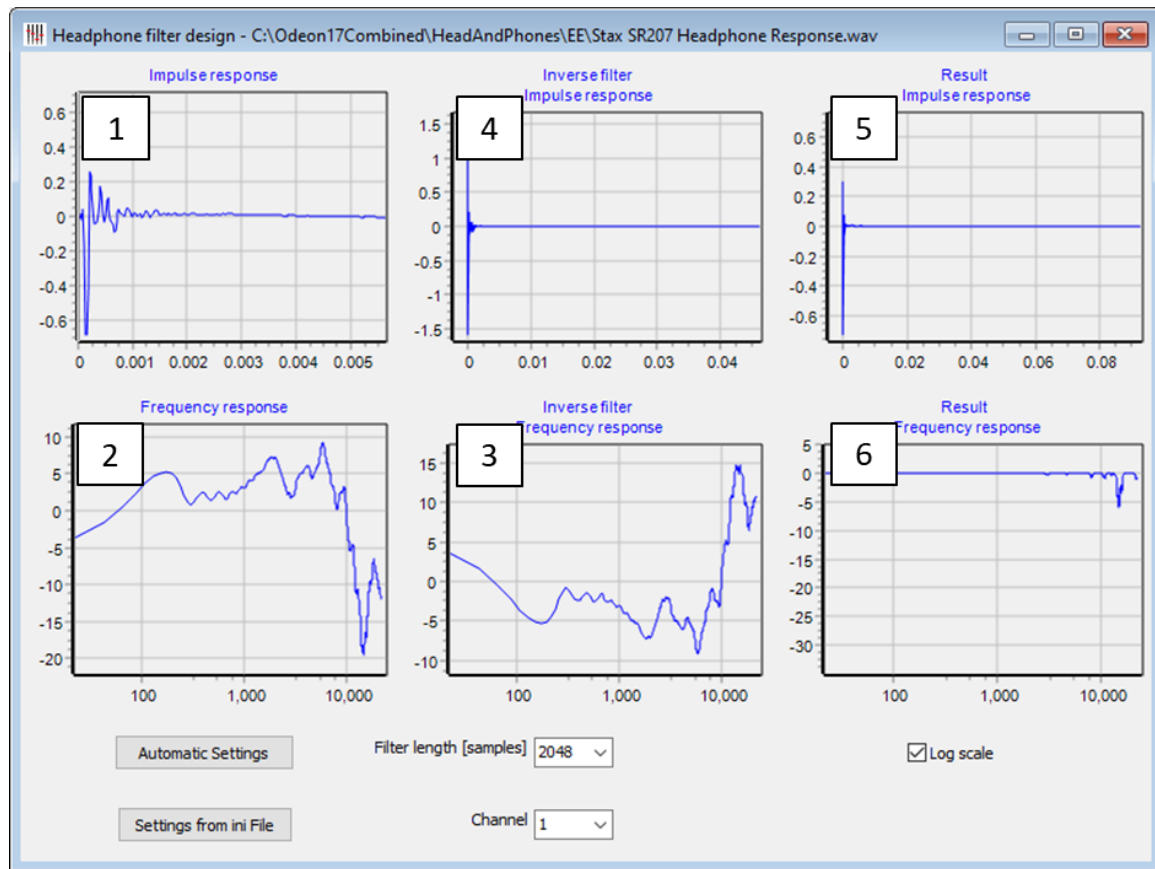 Headphone filter design - C:\Odeon17Combined\HeadAndPhones\EE\Stax SR207 Headphone Response.wav
Impulse response
1
0.6
0.4
0.2
0
-0.2
-0.4
-0.6
0 0.001 0.002 0.003 0.004 0.005
Inverse filter
Impulse response
4
1.5
1
0.5
0
-0.5
-1
-1.5
0 0.01 0.02 0.03 0.04
Result
Impulse response
5
0.6
0.4
0.2
0
-0.2
-0.4
-0.6
0 0.02 0.04 0.06 0.08
Frequency response
2
10
5
0
-5
-10
-15
-20
100 1,000 10,000
Inverse filter
Frequency response
3
15
10
5
0
-5
-10
100 1,000 10,000
Result
Frequency response
6
5
0
-5
-10
-15
-20
-25
-30
100 1,000 10,000
Automatic Settings
Filter length [samples] 2048
Log scale
Settings from ini File
Channel 1